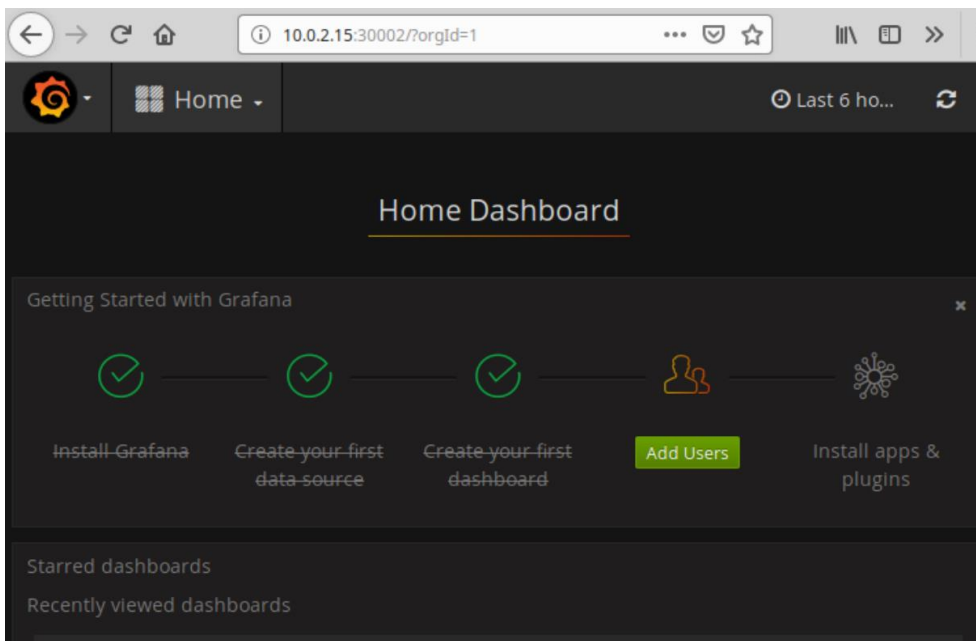 10.0.2.15:30002/?orgId=1
Home
Last 6 ho...
Home Dashboard
Getting Started with Grafana
Install Grafana
Create your first
data source
Create your first
dashboard
Add Users
Install apps &
plugins
Starred dashboards
Recently viewed dashboards